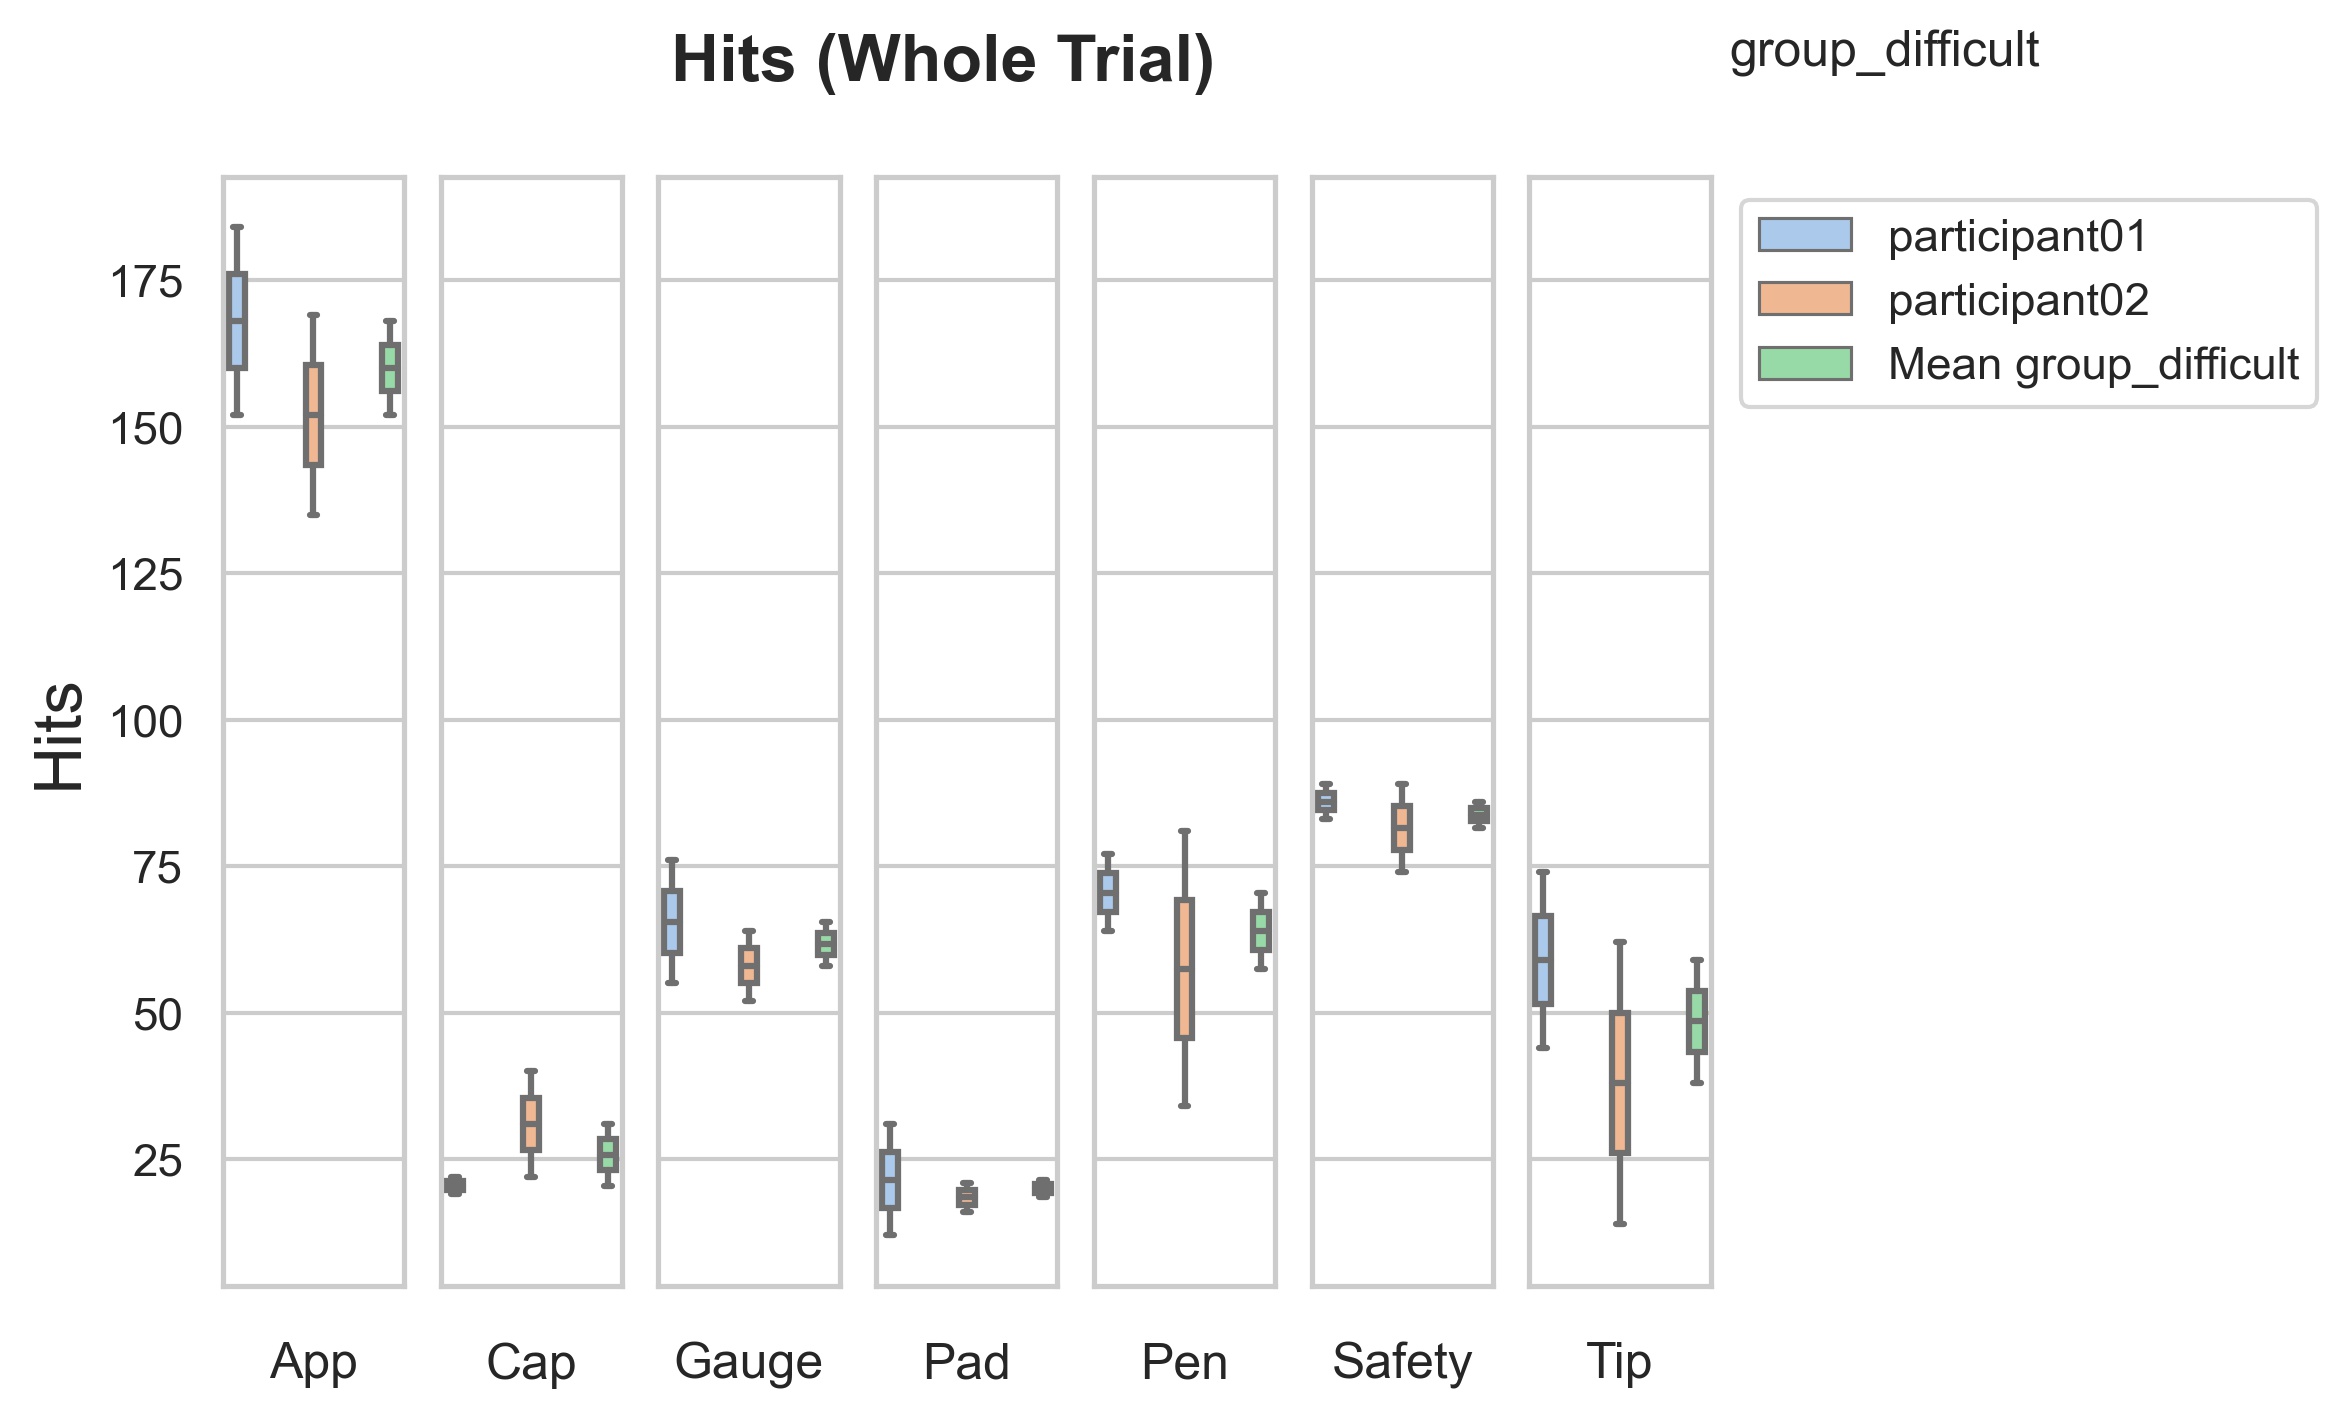 Hits (Whole Trial)
group_difficult
participant01
participant02
Mean group_difficult
Hits
175
150
125
100
75
50
25
App
Cap
Gauge
Pad
Pen
Safety
Tip